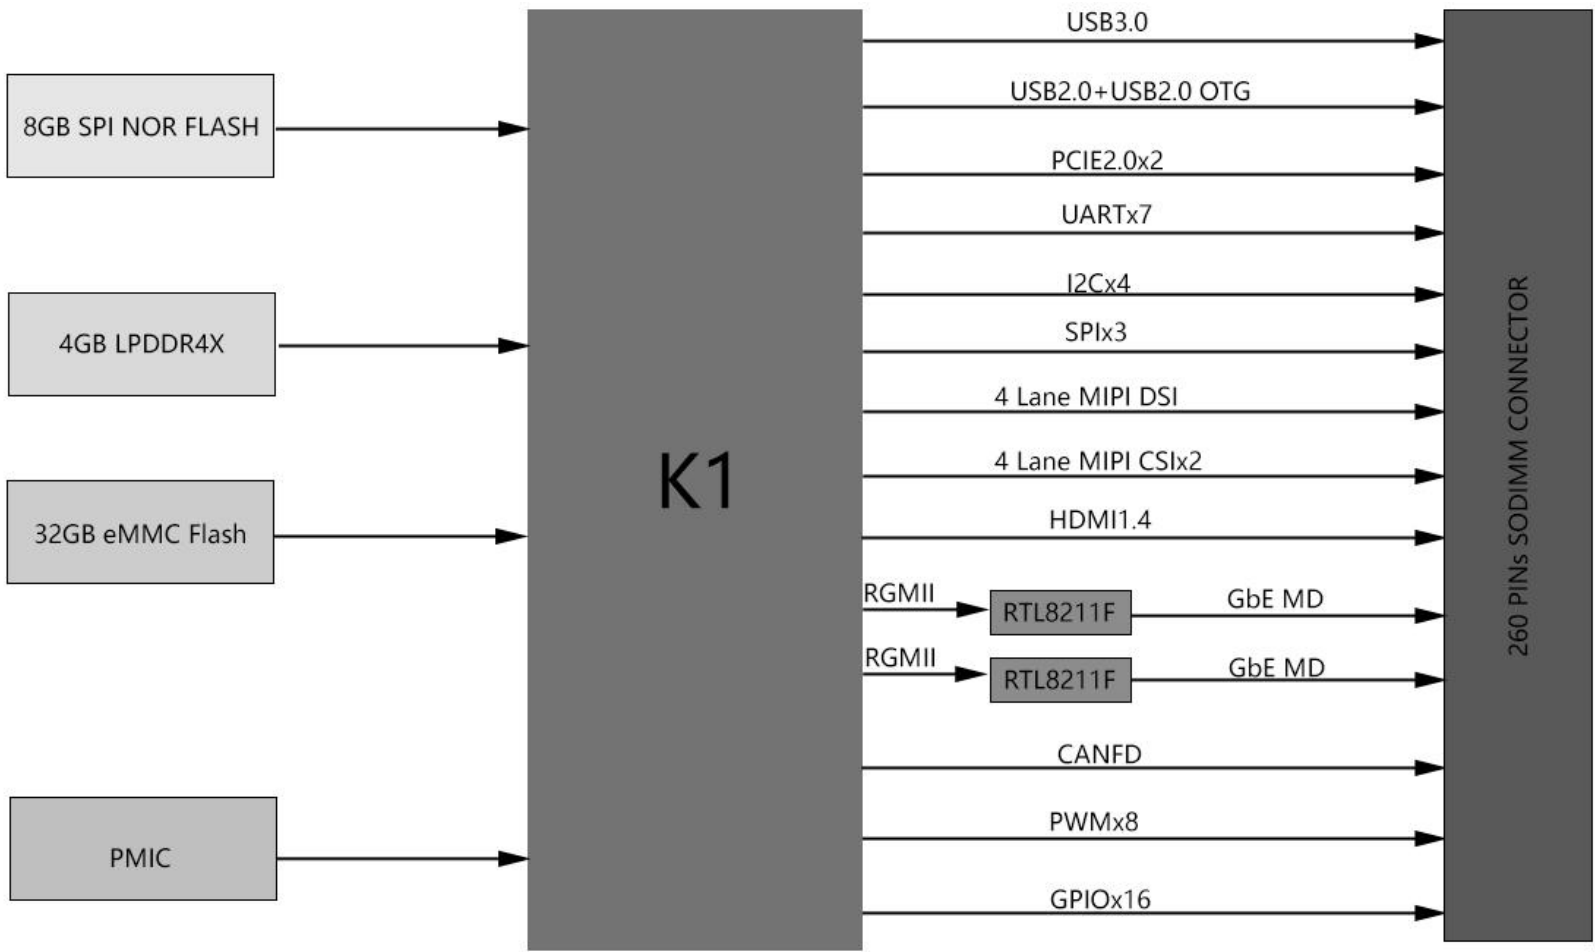 8GB SPI NOR FLASH
4GB LPDDR4X
32GB eMMC Flash
PMIC
K1
USB3.0
USB2.0+USB2.0 OTG
PCIE2.0x2
UARTx7
I2Cx4
SPIx3
4 Lane MIPI DSI
4 Lane MIPI CSIx2
HDMI1.4
RGMII
RTL8211F
GbE MD
RGMII
RTL8211F
GbE MD
CANFD
PWMx8
GPIOx16
260 PINs SODIMM CONNECTOR